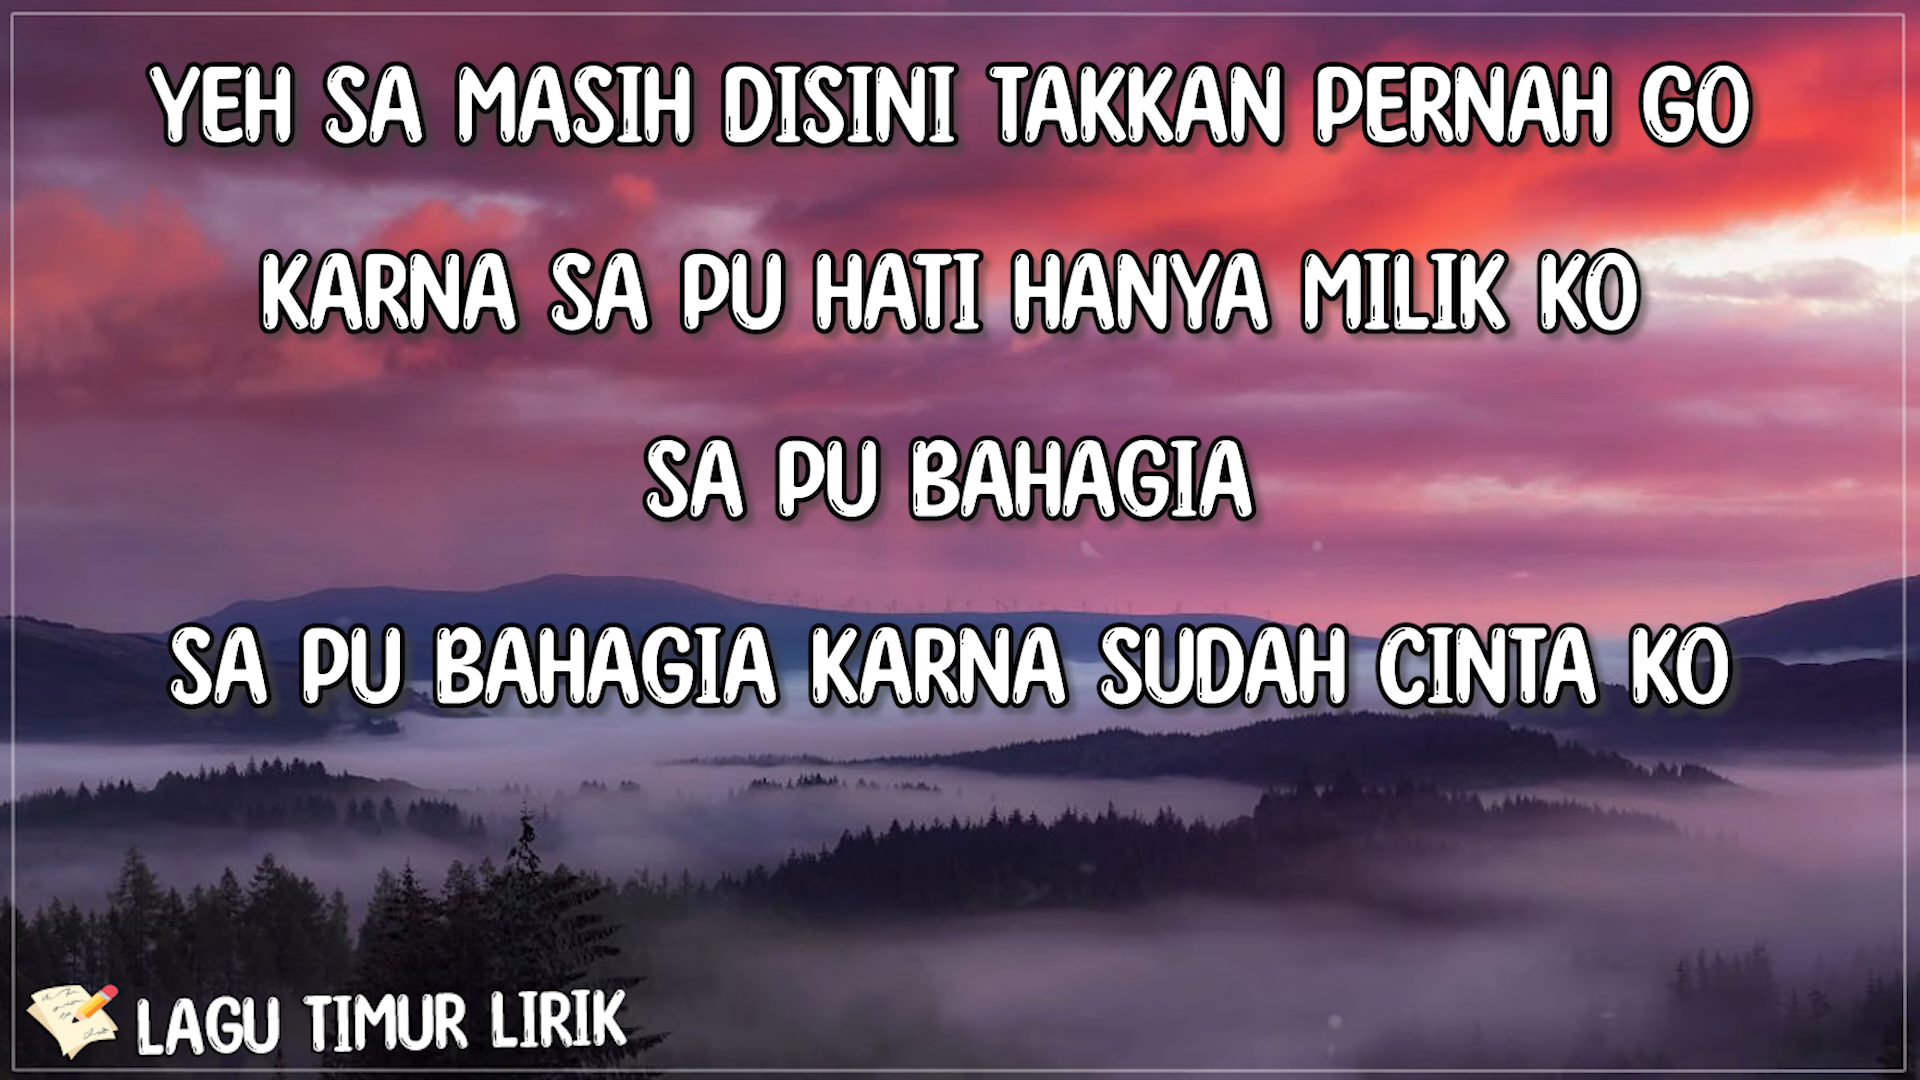 YEH SA MASIH DISINI TAKKAN PERNAH GO
KARNA SA PU HATI HANYA MILIK KO
SA PU BAHAGIA
SA PU BAHAGIA KARNA SUDAH CINTA KO
LAGU TIMUR LIRIK